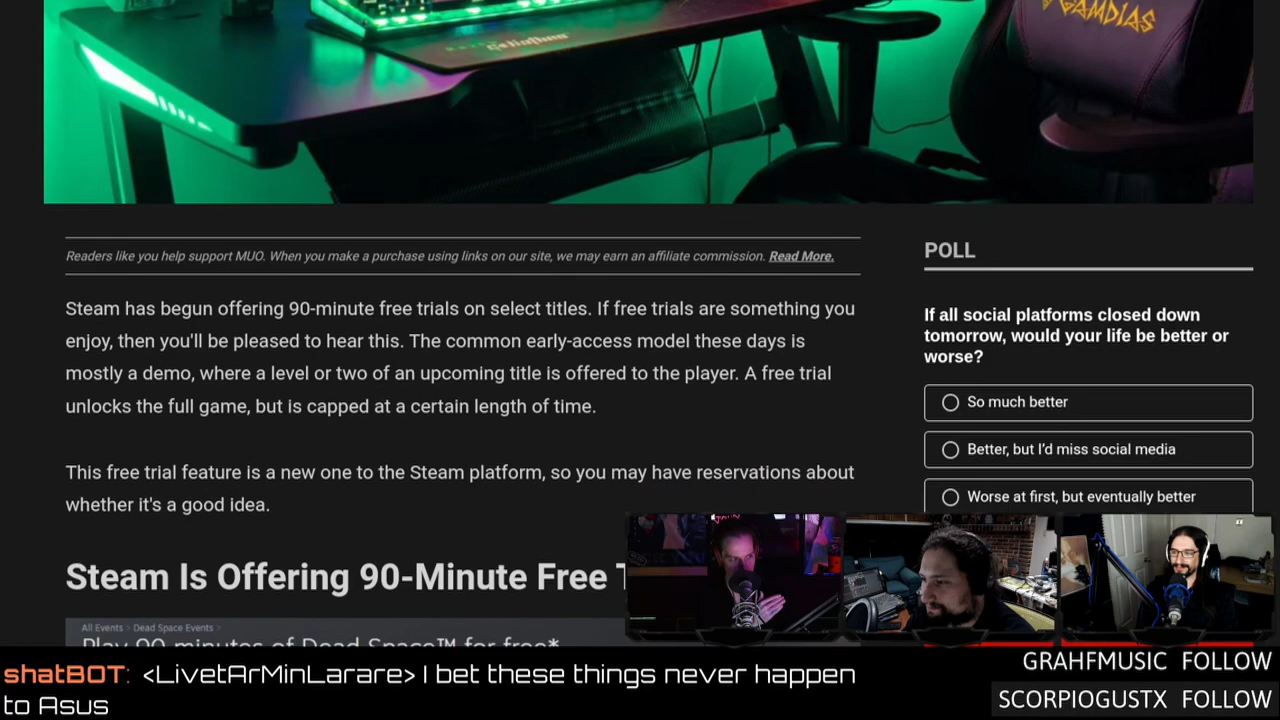 GAMDIAS
Readers like you help support MUO. When you make a purchase using links on our site, we may earn an affiliate commission. Read More.
Steam has begun offering 90-minute free trials on select titles. If free trials are something you
enjoy, then you'll be pleased to hear this. The common early-access model these days is
mostly a demo, where a level or two of an upcoming title is offered to the player. A free trial
unlocks the full game, but is capped at a certain length of time.
This free trial feature is a new one to the Steam platform, so you may have reservations about
whether it's a good idea.
Steam Is Offering 90-Minute Free
All Events > Dead Space Events >
Play 90 minutes of Dead Space™ for free*
POLL
If all social platforms closed down
tomorrow, would your life be better or
worse?
So much better
Better, but I'd miss social media
Worse at first, but eventually better
shatBOT: <LivetArMinLarare> I bet these things never happen
to Asus
GRAHFMUSIC FOLLOW
SCORPIOGUSTX FOLLOW